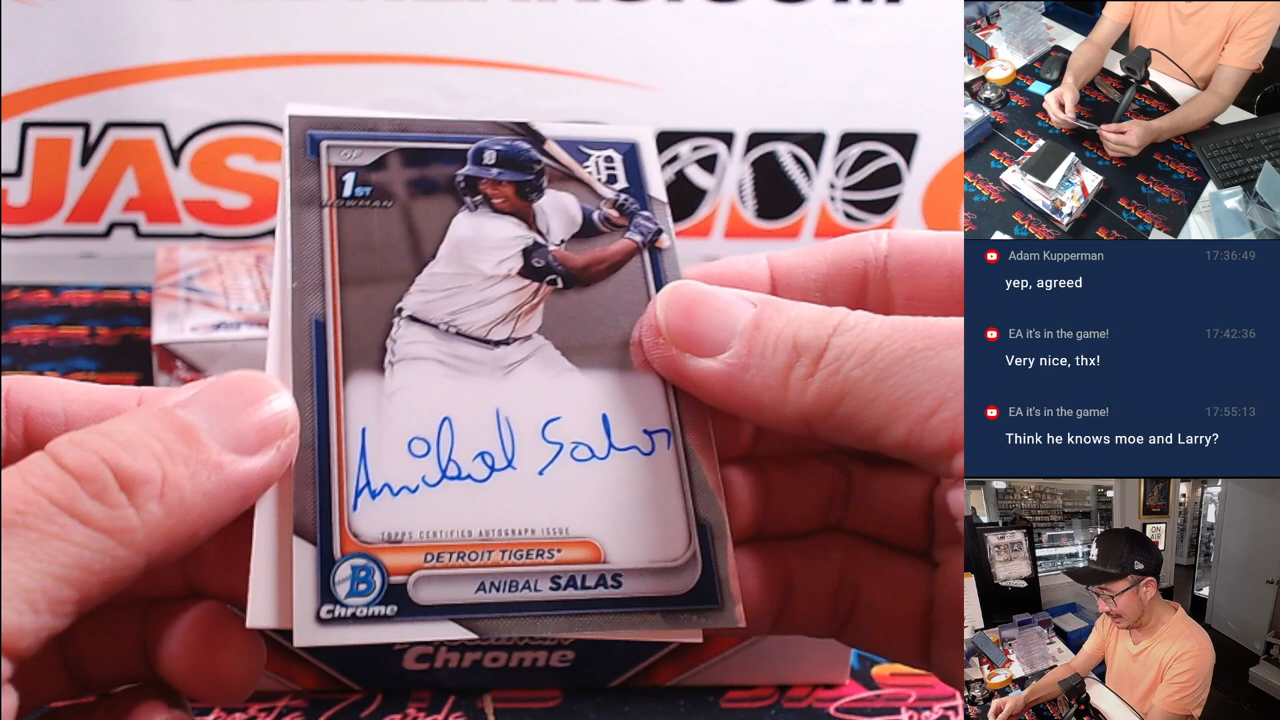 JAS
OF
1ST
BOWMAN
Anibal Salas
TOPPS CERTIFIED AUTOGRAPH ISSUE
DETROIT TIGERS®
ANIBAL SALAS
B
Chrome
Chrome
Adam Kupperman 17:36:49
yep, agreed
EA it's in the game! 17:42:36
Very nice, thx!
EA it's in the game! 17:55:13
Think he knows moe and Larry?
ON
AIR